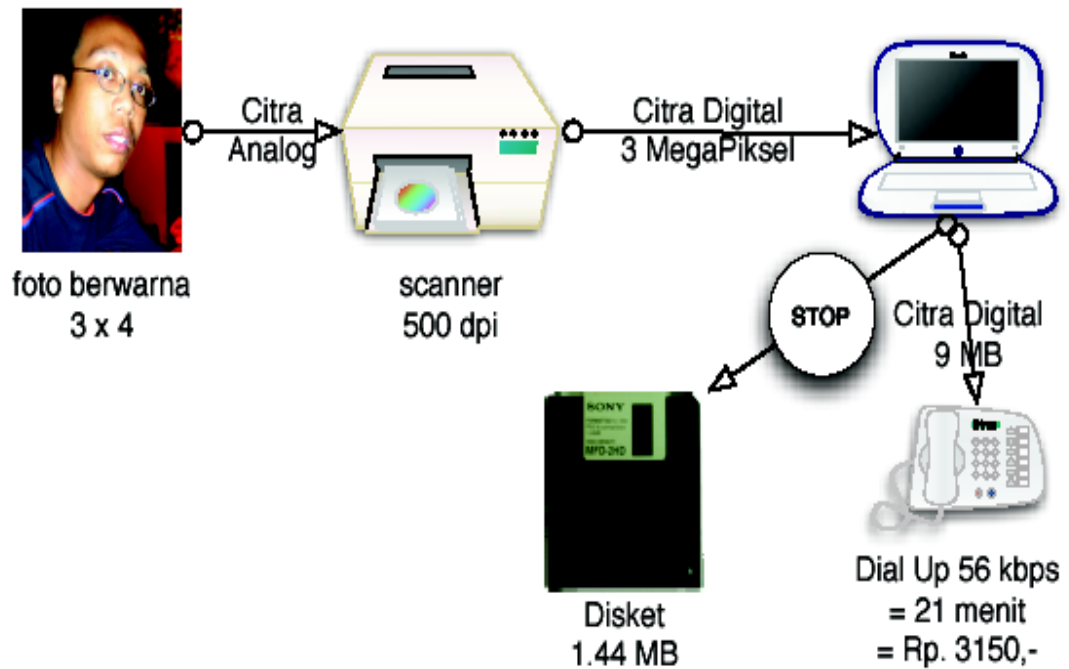 Citra
Analog
Citra Digital
3 MegaPiksel
foto berwarna
3 x 4
scanner
500 dpi
STOP
Citra Digital
9 MB
SONY
MFD-2HD
Disket
1.44 MB
Dial Up 56 kbps
= 21 menit
= Rp. 3150,-